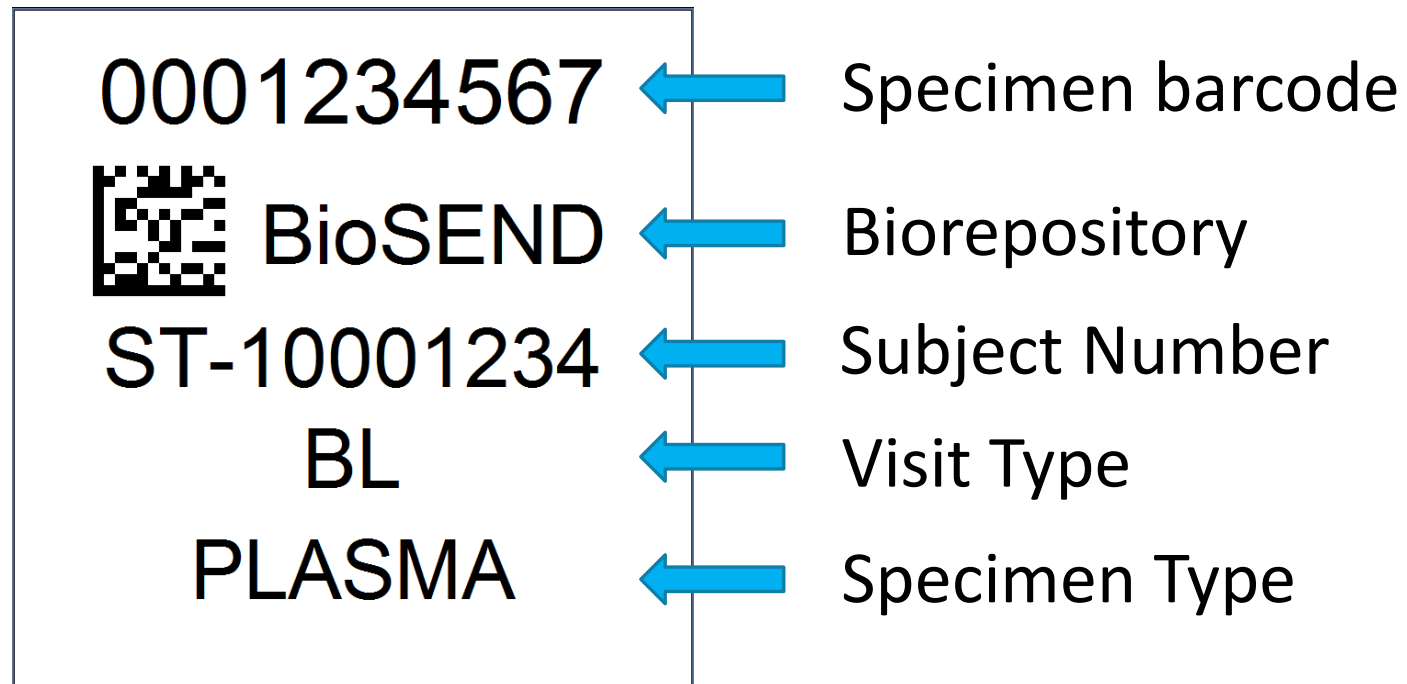 0001234567 Specimen barcode
BioSEND Biorepository
ST-10001234 Subject Number
BL Visit Type
PLASMA Specimen Type